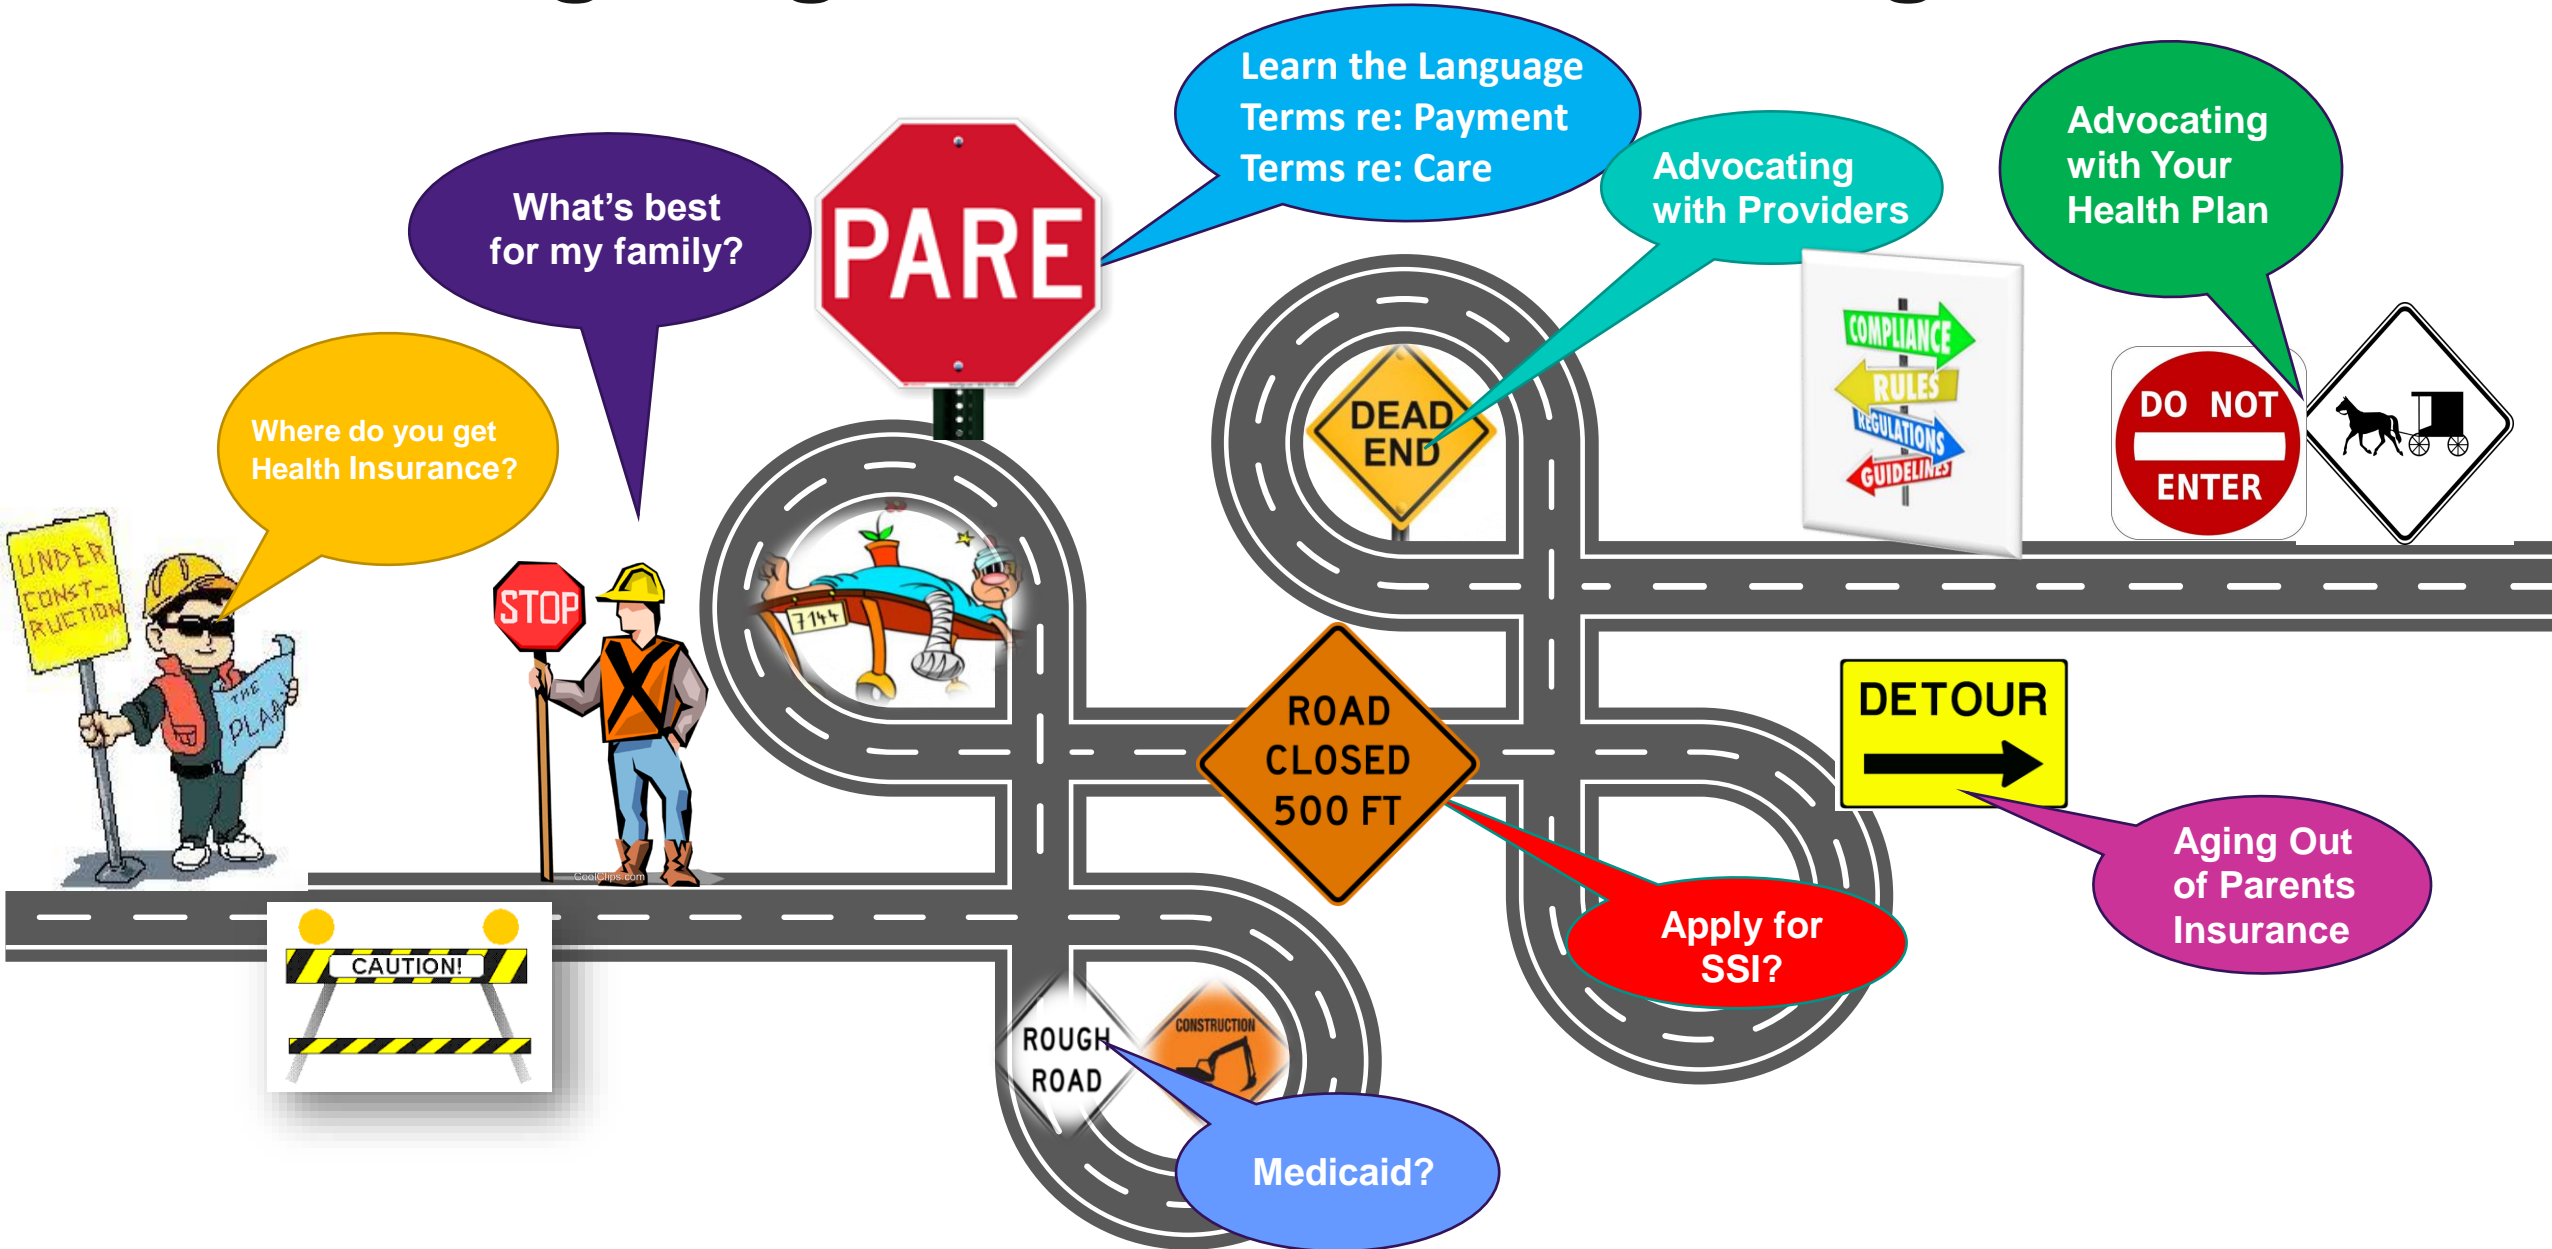 Learn the Language
Terms re: Payment
Terms re: Care
Advocating
with Your
Health Plan
Advocating
with Providers
What's best
for my family?
PARE
COMPLIANCE
RULES
REGULATIONS
GUIDELINES
DO NOT
ENTER
DEAD
END
Where do you get
Health Insurance?
UNDER
CONST-
RUCTION
THE
PLAN
STOP
7144
ROAD
CLOSED
500 FT
DETOUR
Aging Out
of Parents
Insurance
Apply for
SSI?
CoolClips.com
CAUTION!
ROUGH
ROAD
CONSTRUCTION
Medicaid?